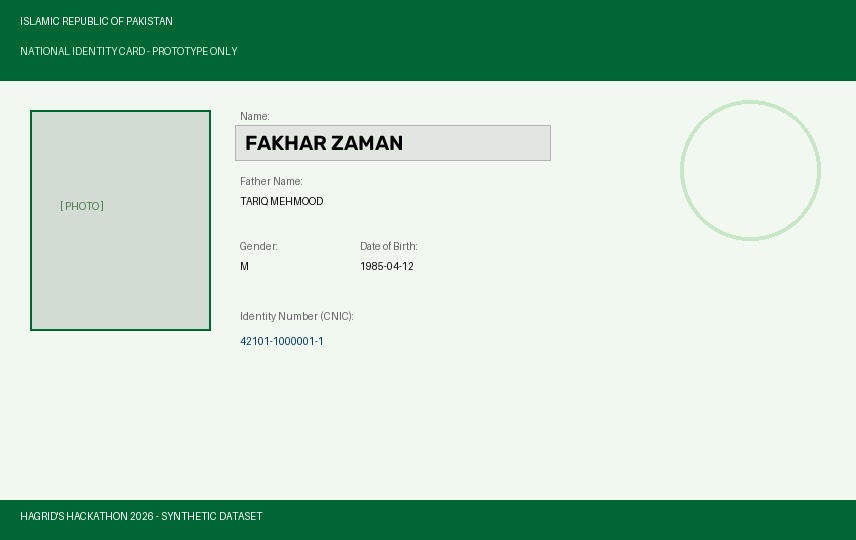 ISLAMIC REPUBLIC OF PAKISTAN
NATIONAL IDENTITY CARD - PROTOTYPE ONLY
Name:
FAKHAR ZAMAN
Father Name:
TARIQ MEHMOOD
[PHOTO]
Gender: Date of Birth:
M 1985-04-12
Identity Number (CNIC):
42101-1000001-1
HAGRID'S HACKATHON 2026 - SYNTHETIC DATASET